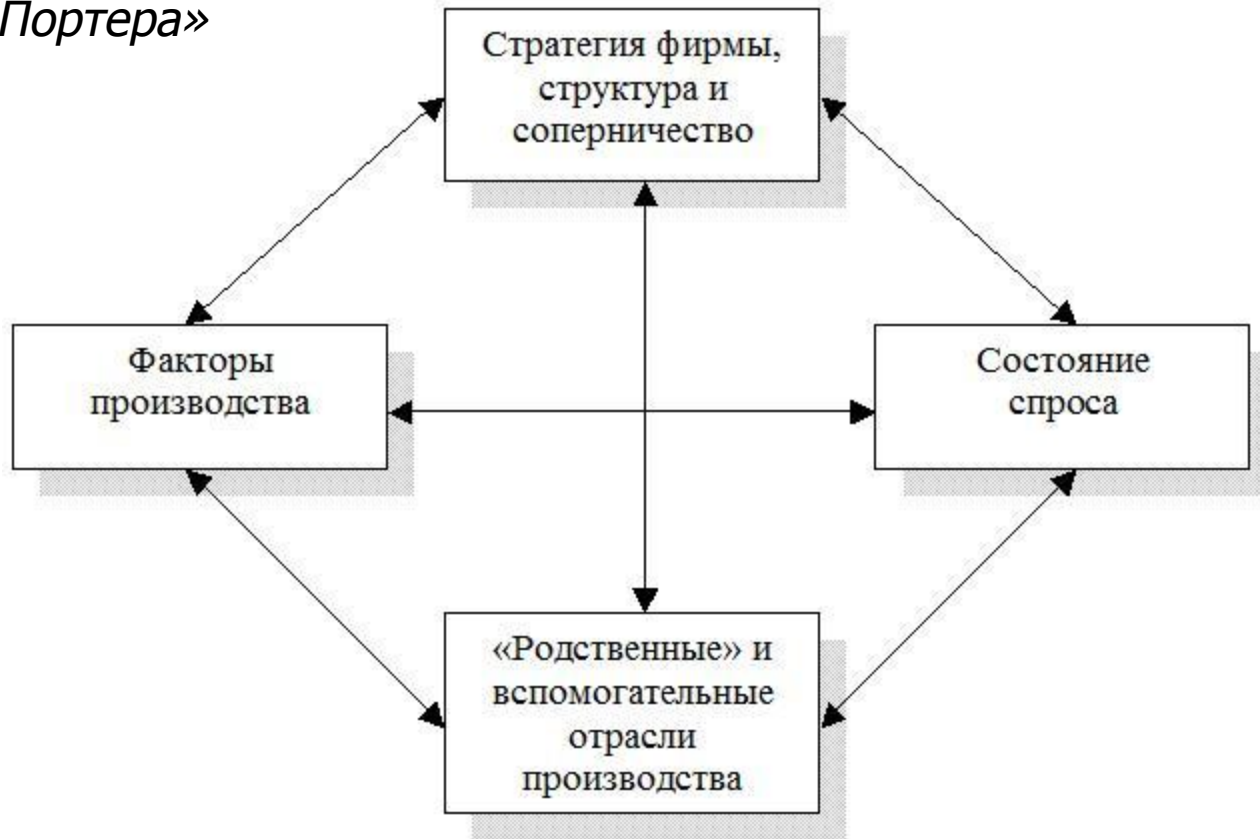 Портера»
Стратегия фирмы,
структура и
соперничество
Факторы
производства
Состояние
спроса
«Родственные» и
вспомогательные
отрасли
производства